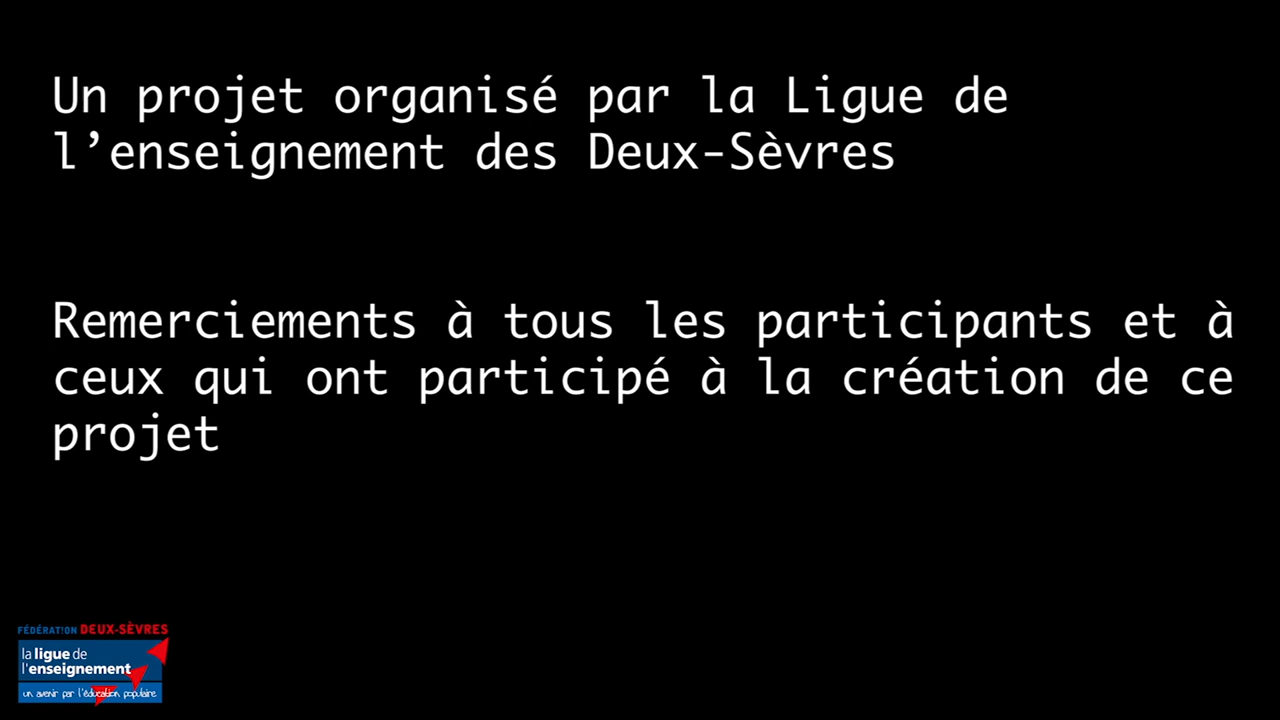 Un projet organisé par la Ligue de
l’enseignement des Deux-Sèvres
Remerciements à tous les participants et à
ceux qui ont participé à la création de ce
projet
FÉDÉRATION DEUX-SÈVRES
la ligue de
l'enseignement
un avenir par l'éducation populaire